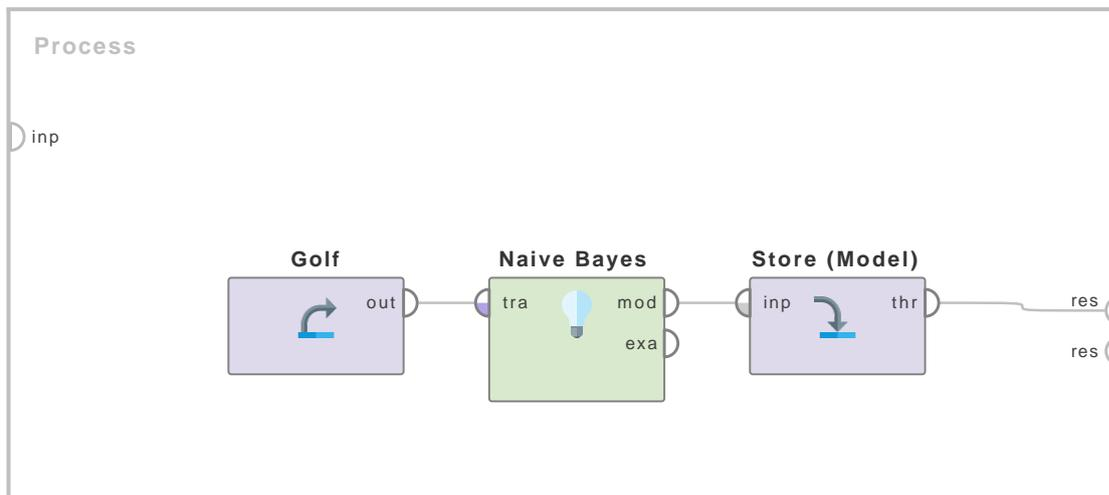 Process
inp
Golf
Naive Bayes
Store (Model)
out
tra
mod
inp
thr
res
exa
res